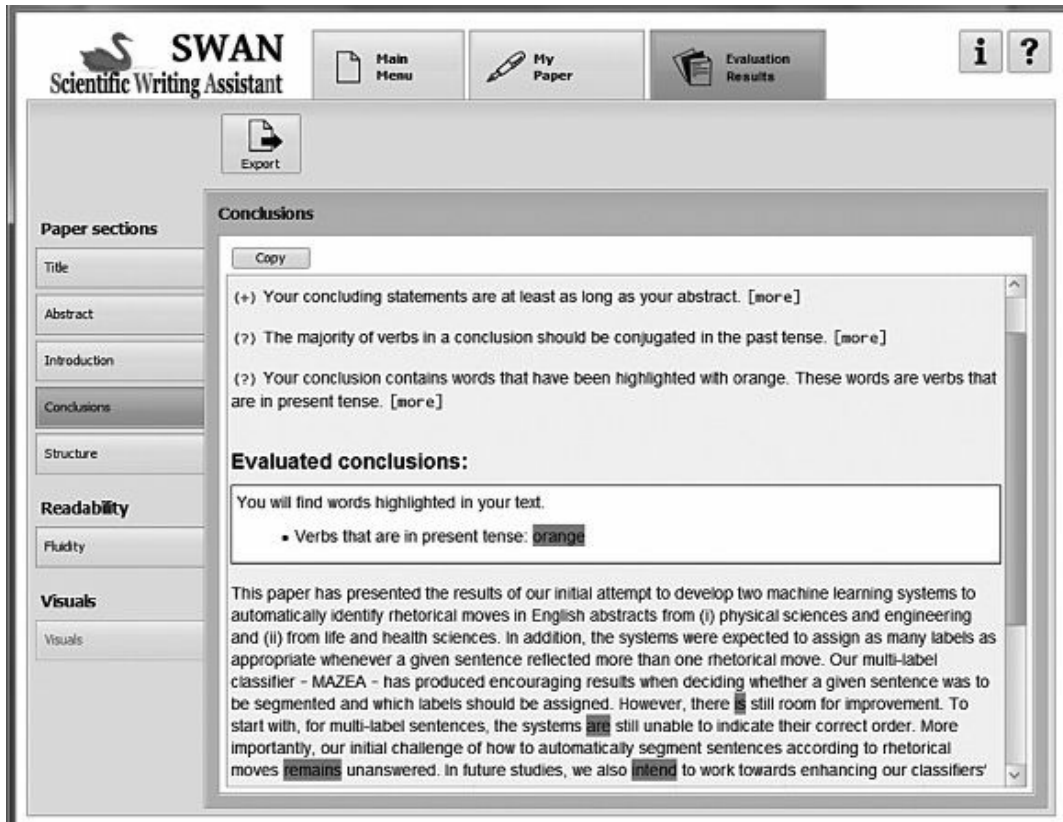 SWAN
Scientific Writing Assistant
Main
Menu
My
Paper
Evaluation
Results
i
?
Export
Paper sections
Title
Abstract
Introduction
Conclusions
Structure
Readability
Fluidity
Visuals
Visuals
Conclusions
Copy
(+) Your concluding statements are at least as long as your abstract. [more]
(?) The majority of verbs in a conclusion should be conjugated in the past tense. [more]
(?) Your conclusion contains words that have been highlighted with orange. These words are verbs that
are in present tense. [more]
Evaluated conclusions:
You will find words highlighted in your text.
• Verbs that are in present tense: orange
This paper has presented the results of our initial attempt to develop two machine learning systems to
automatically identify rhetorical moves in English abstracts from (i) physical sciences and engineering
and (ii) from life and health sciences. In addition, the systems were expected to assign as many labels as
appropriate whenever a given sentence reflected more than one rhetorical move. Our multi-label
classifier - MAZEA - has produced encouraging results when deciding whether a given sentence was to
be segmented and which labels should be assigned. However, there is still room for improvement. To
start with, for multi-label sentences, the systems are still unable to indicate their correct order. More
importantly, our initial challenge of how to automatically segment sentences according to rhetorical
moves remains unanswered. In future studies, we also intend to work towards enhancing our classifiers'